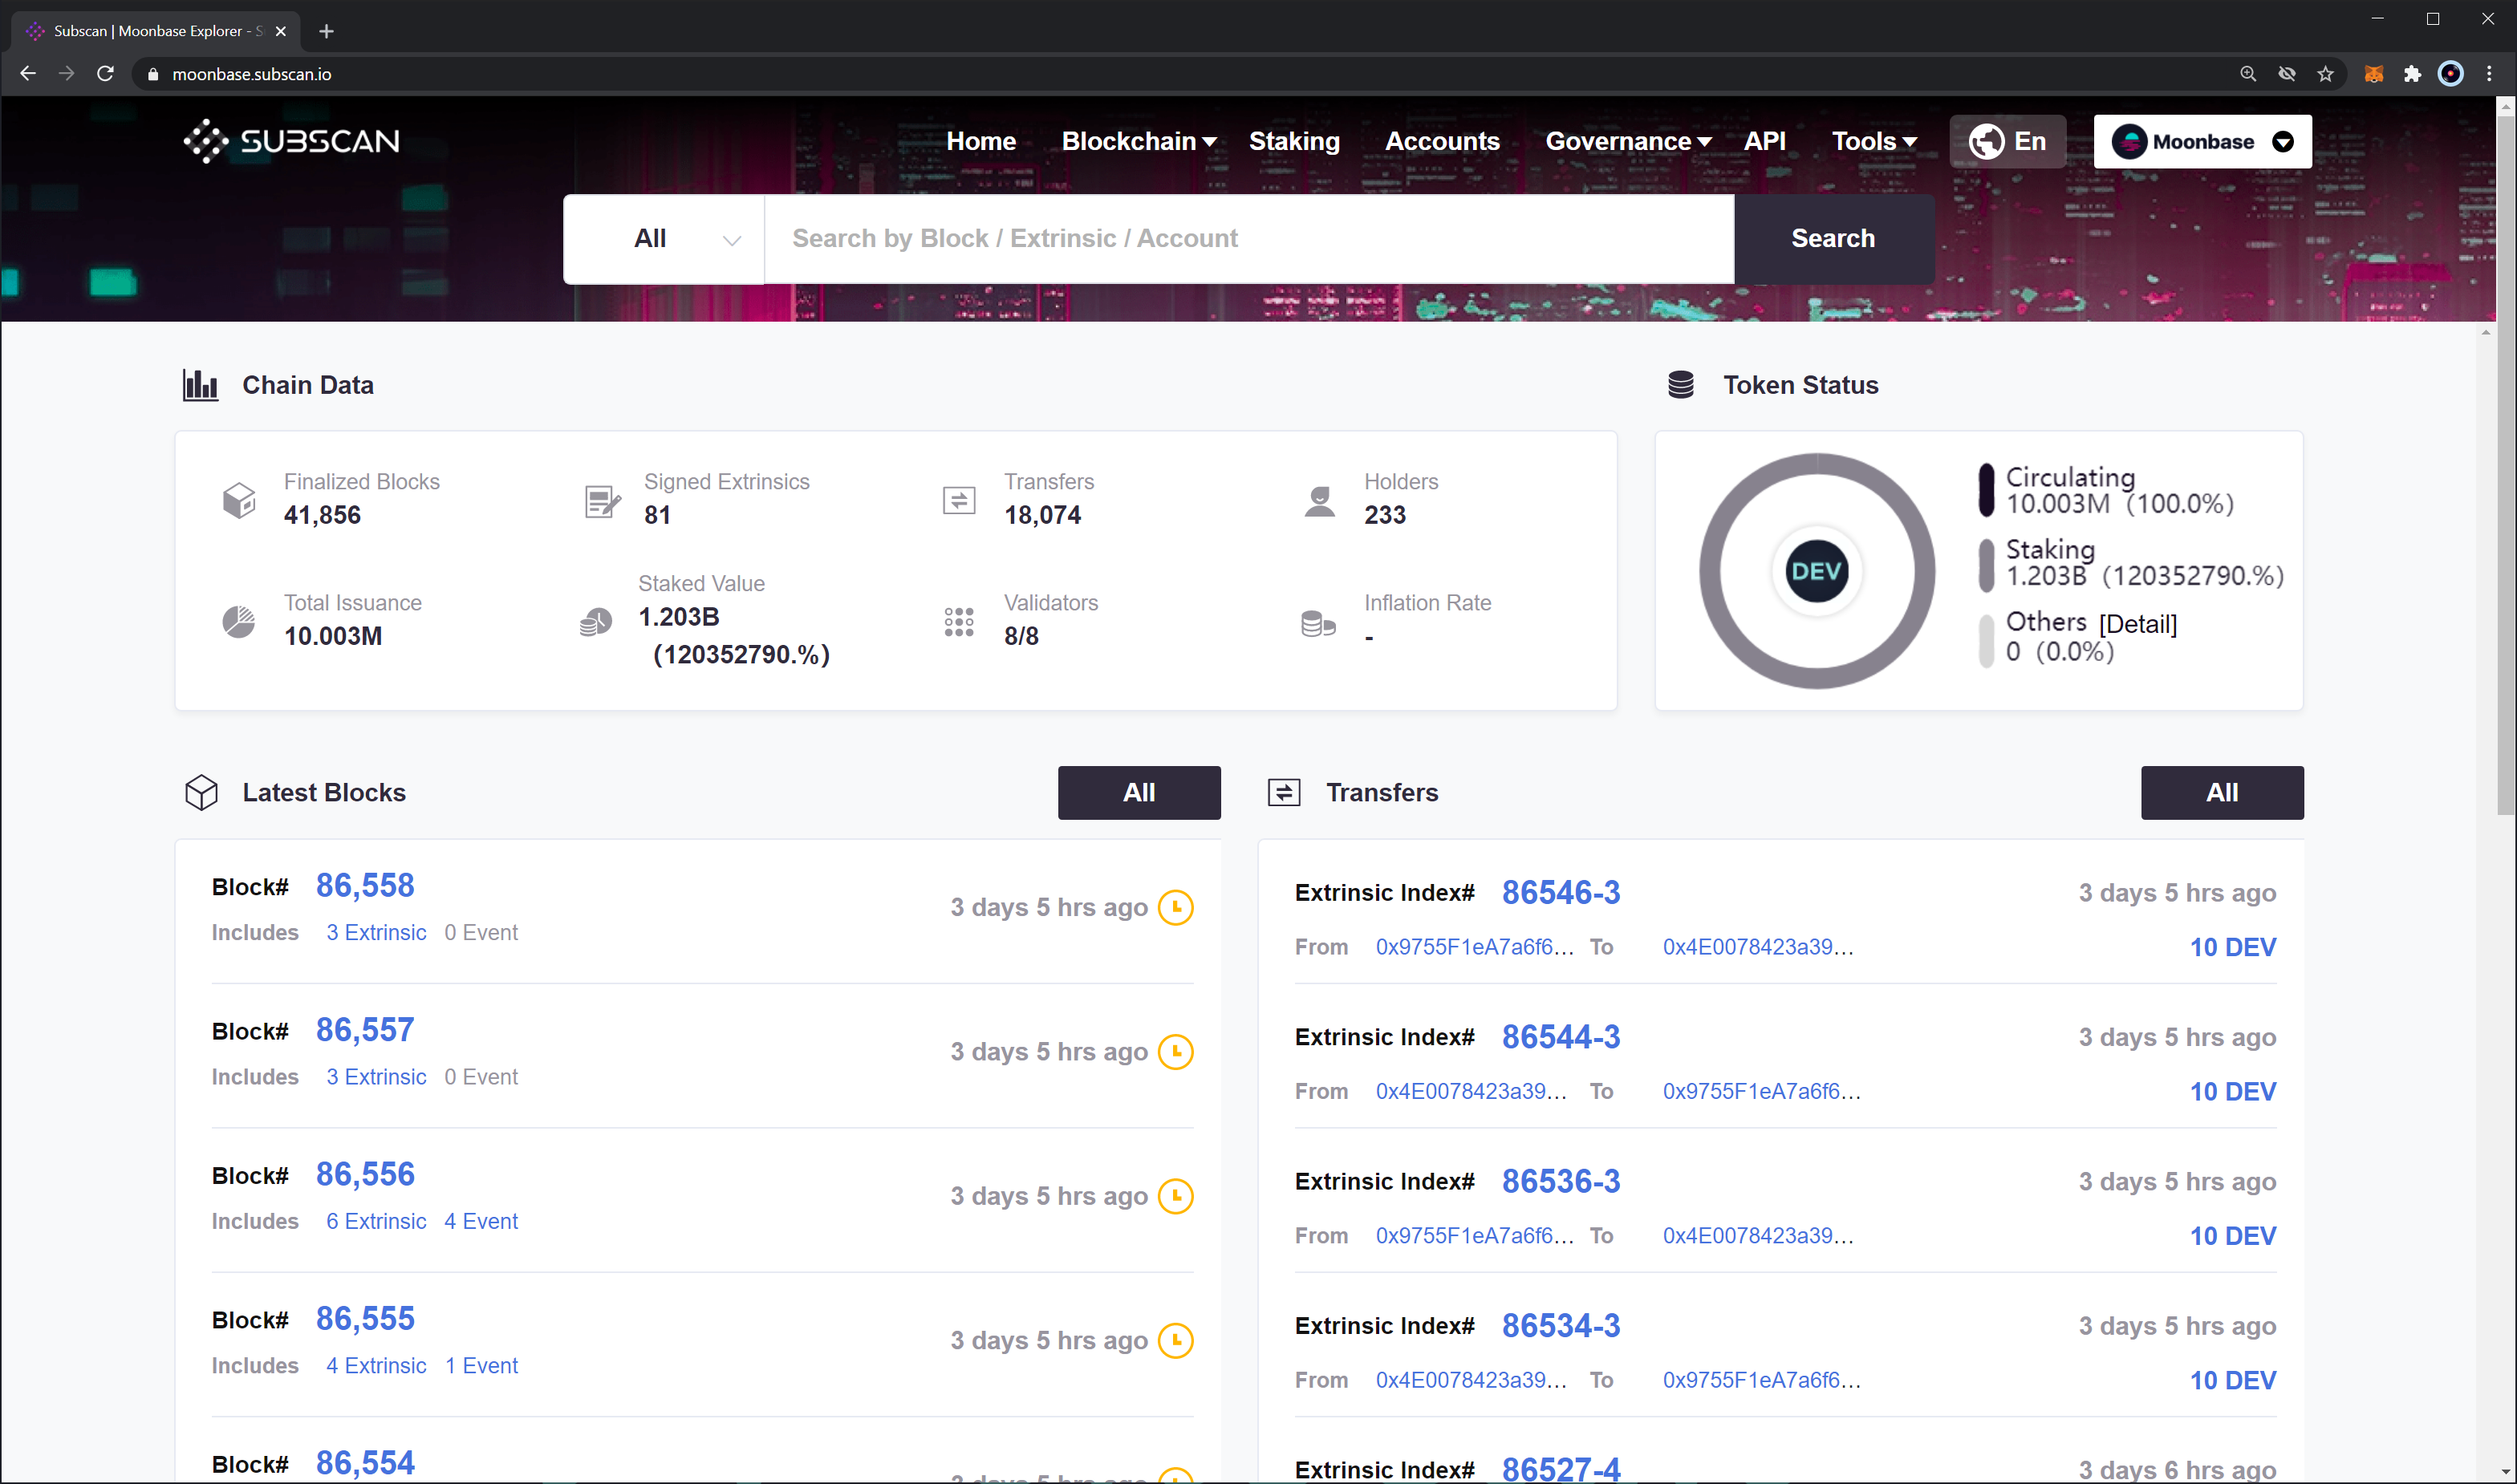 Subscan | Moonbase Explorer - S
moonbase.subscan.io
SUBSCAN
Home Blockchain Staking Accounts Governance API Tools En Moonbase
All Search by Block / Extrinsic / Account Search
Chain Data
Finalized Blocks
41,856
Signed Extrinsics
81
Transfers
18,074
Holders
233
Total Issuance
10.003M
Staked Value
1.203B
(120352790.%)
Validators
8/8
Inflation Rate
-
Token Status
DEV
Circulating
10.003M (100.0%)
Staking
1.203B (120352790.%)
Others [Detail]
0 (0.0%)
Latest Blocks All
Block# 86,558
3 days 5 hrs ago
Includes 3 Extrinsic 0 Event
Block# 86,557
3 days 5 hrs ago
Includes 3 Extrinsic 0 Event
Block# 86,556
3 days 5 hrs ago
Includes 6 Extrinsic 4 Event
Block# 86,555
3 days 5 hrs ago
Includes 4 Extrinsic 1 Event
Block# 86,554
3 days 5 hrs ago
Transfers All
Extrinsic Index# 86546-3 3 days 5 hrs ago
From 0x9755F1eA7a6f6... To 0x4E0078423a39... 10 DEV
Extrinsic Index# 86544-3 3 days 5 hrs ago
From 0x4E0078423a39... To 0x9755F1eA7a6f6... 10 DEV
Extrinsic Index# 86536-3 3 days 5 hrs ago
From 0x9755F1eA7a6f6... To 0x4E0078423a39... 10 DEV
Extrinsic Index# 86534-3 3 days 5 hrs ago
From 0x4E0078423a39... To 0x9755F1eA7a6f6... 10 DEV
Extrinsic Index# 86527-4 3 days 6 hrs ago